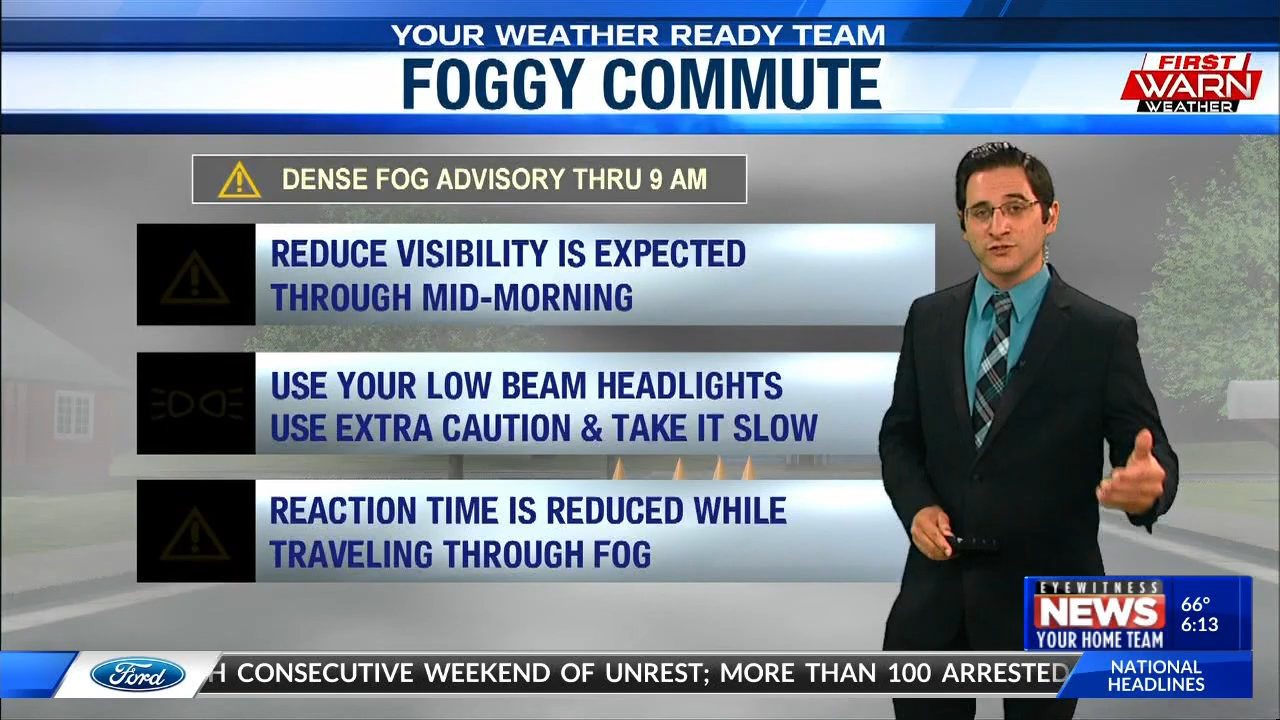 YOUR WEATHER READY TEAM
FOGGY COMMUTE
FIRST
WARN
WEATHER
DENSE FOG ADVISORY THRU 9 AM
REDUCE VISIBILITY IS EXPECTED
THROUGH MID-MORNING
USE YOUR LOW BEAM HEADLIGHTS
USE EXTRA CAUTION & TAKE IT SLOW
REACTION TIME IS REDUCED WHILE
TRAVELING THROUGH FOG
EYEWITNESS
NEWS
YOUR HOME TEAM
66°
6:13
Ford
H CONSECUTIVE WEEKEND OF UNREST; MORE THAN 100 ARRESTED
NATIONAL
HEADLINES